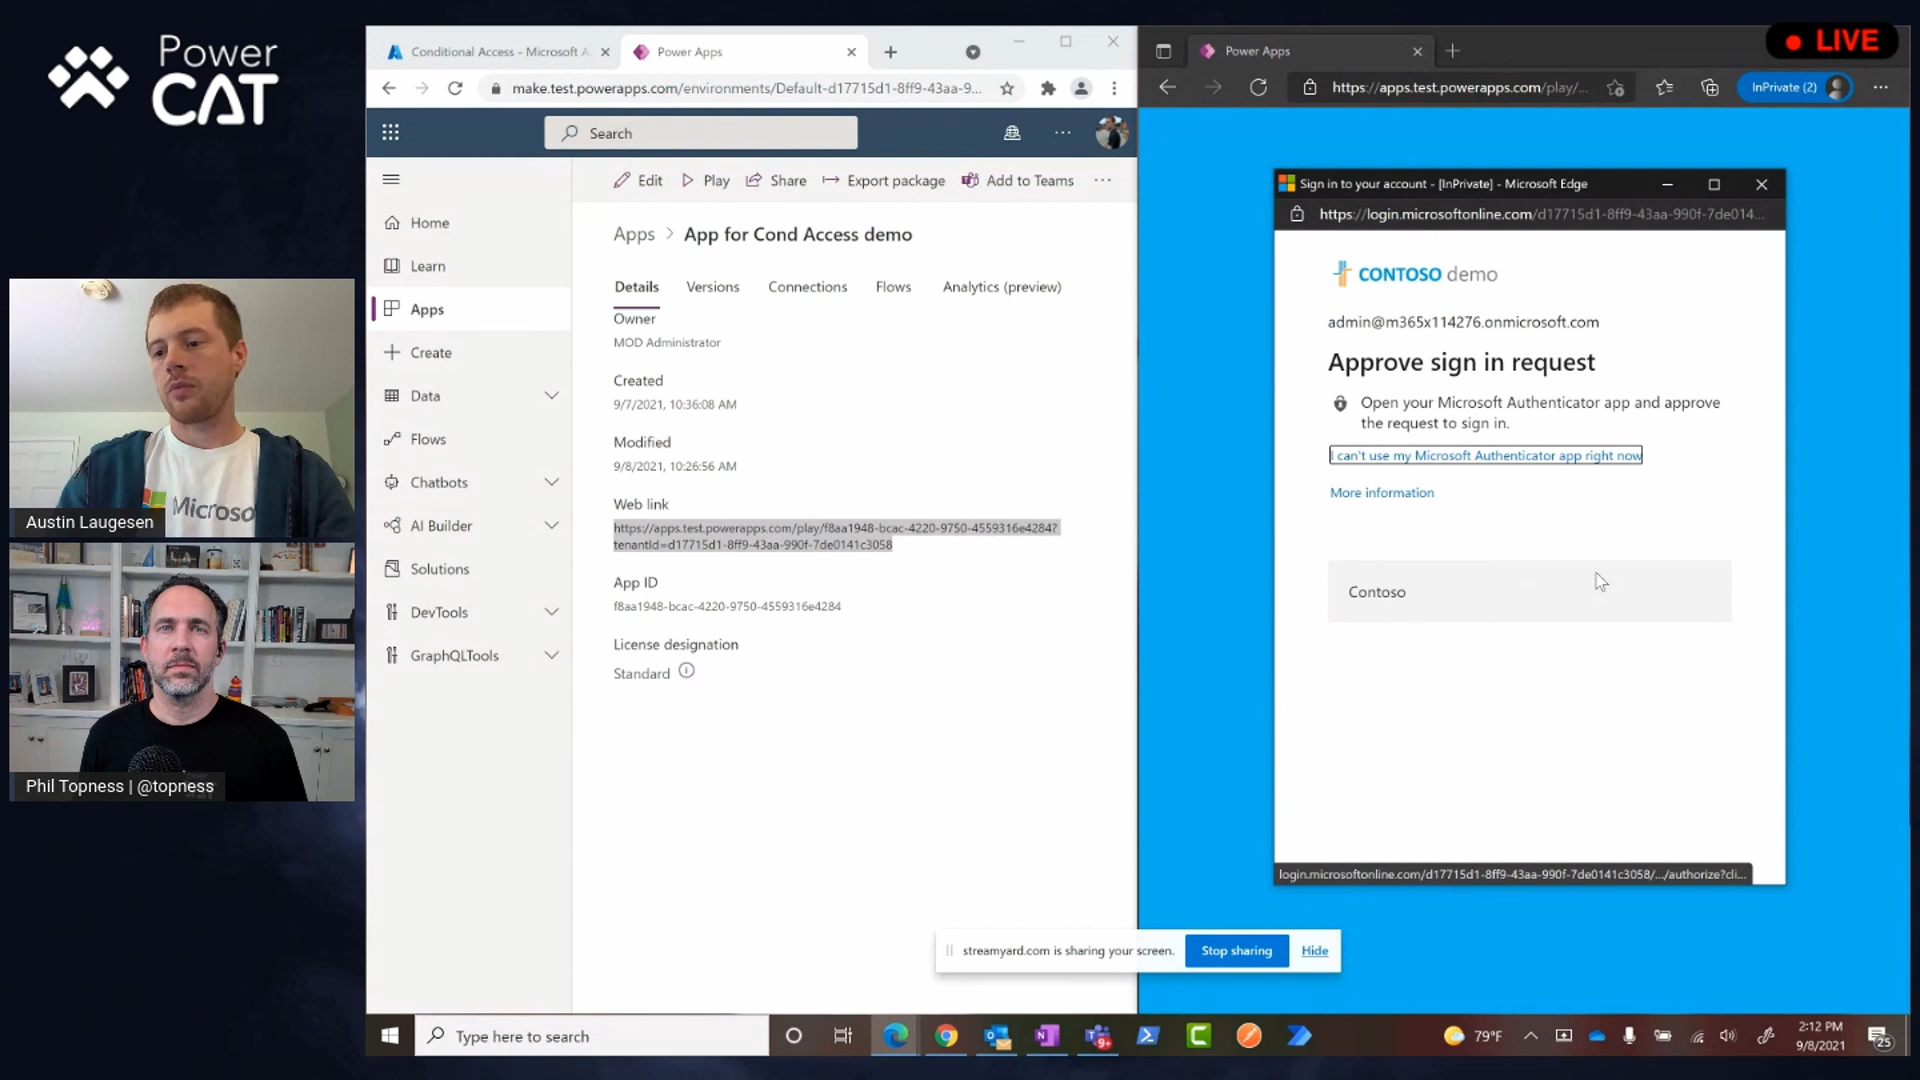 Power
CAT
Conditional Access - Microsoft A
Power Apps
make.test.powerapps.com/environments/Default-d17715d1-8ff9-43aa-9...
Search
Edit
Play
Share
Export package
Add to Teams
Home
Learn
Apps
Create
Data
Flows
Chatbots
AI Builder
Solutions
DevTools
GraphQLTools
Apps > App for Cond Access demo
Details Versions Connections Flows Analytics (preview)
Owner
MOD Administrator
Created
9/7/2021, 10:36:08 AM
Modified
9/8/2021, 10:26:56 AM
Web link
https://apps.test.powerapps.com/play/f8aa1948-bcac-4220-9750-4559316e4284?
tenantId=d17715d1-8ff9-43aa-990f-7de0141c3058
App ID
f8aa1948-bcac-4220-9750-4559316e4284
License designation
Standard
Microso
Austin Laugesen
Phil Topness | @topness
Power Apps
LIVE
https://apps.test.powerapps.com/play/...
InPrivate (2)
Sign in to your account - [InPrivate] - Microsoft Edge
https://login.microsoftonline.com/d17715d1-8ff9-43aa-990f-7de014...
CONTOSO demo
admin@m365x114276.onmicrosoft.com
Approve sign in request
Open your Microsoft Authenticator app and approve
the request to sign in.
I can't use my Microsoft Authenticator app right now
More information
Contoso
login.microsoftonline.com/d17715d1-8ff9-43aa-990f-7de0141c3058/.../authorize?cli...
streamyard.com is sharing your screen.
Stop sharing
Hide
Type here to search
9+
79°F
2:12 PM
9/8/2021
25